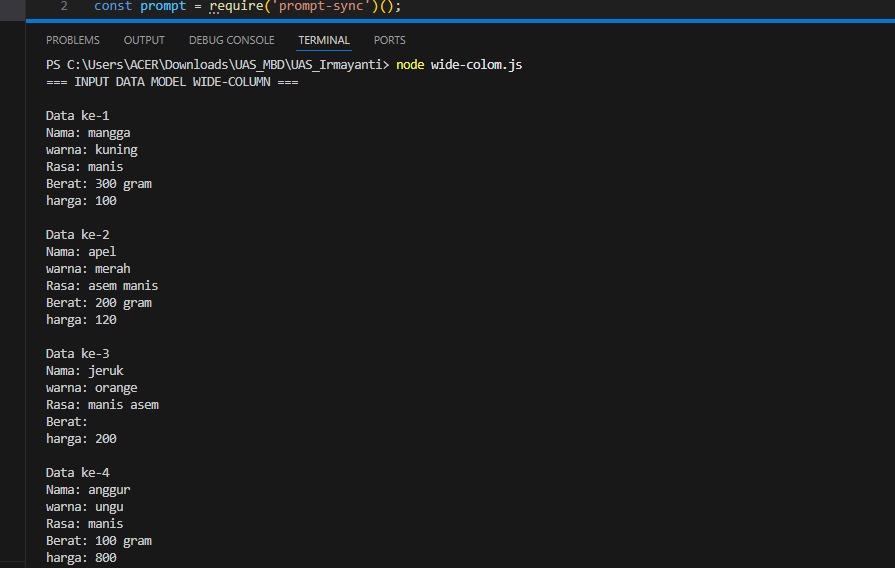 2 const prompt = require('prompt-sync')();
PROBLEMS OUTPUT DEBUG CONSOLE TERMINAL PORTS
PS C:\Users\ACER\Downloads\UAS_MBD\UAS_Irmayanti> node wide-colom.js
=== INPUT DATA MODEL WIDE-COLUMN ===
Data ke-1
Nama: mangga
warna: kuning
Rasa: manis
Berat: 300 gram
harga: 100
Data ke-2
Nama: apel
warna: merah
Rasa: asem manis
Berat: 200 gram
harga: 120
Data ke-3
Nama: jeruk
warna: orange
Rasa: manis asem
Berat:
harga: 200
Data ke-4
Nama: anggur
warna: ungu
Rasa: manis
Berat: 100 gram
harga: 800